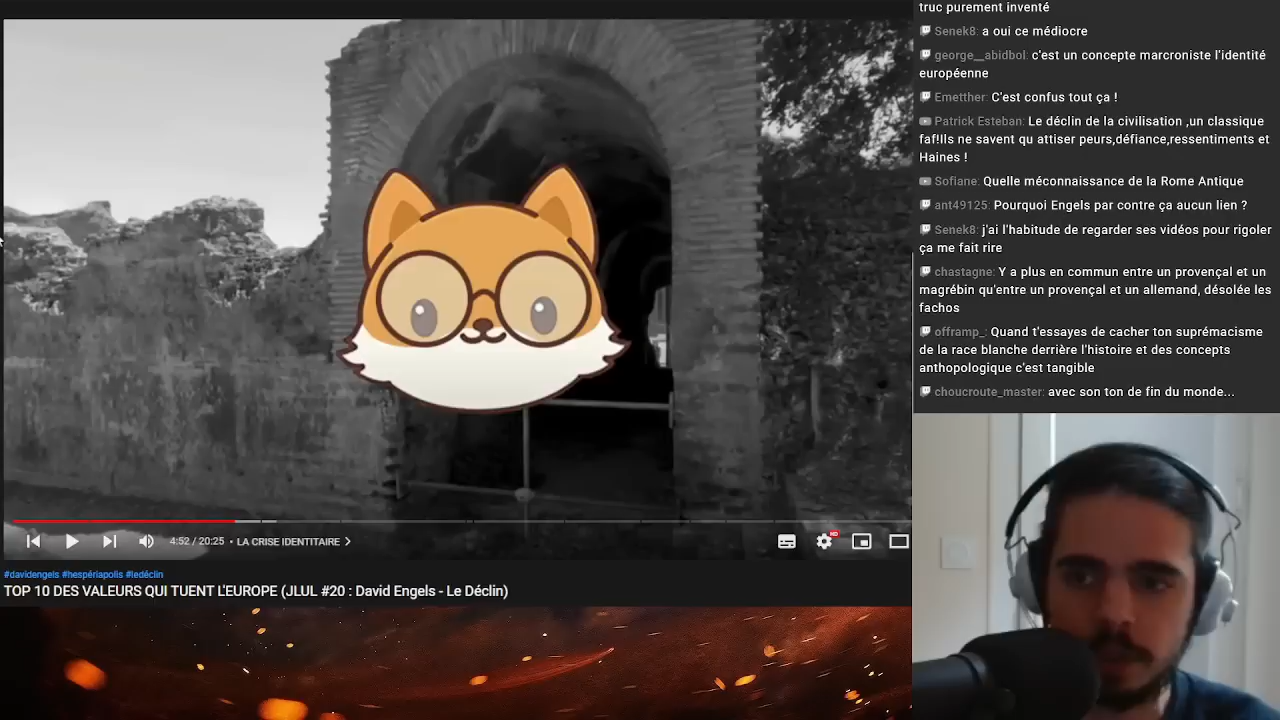 truc purement inventé
Senek8: a oui ce médiocre
george__abidbol: c'est un concept marcroniste l'identité
européenne
Emetther: C'est confus tout ça !
Patrick Esteban: Le déclin de la civilisation ,un classique
faf!Ils ne savent qu attiser peurs,défiance,ressentiments et
Haines !
Sofiane: Quelle méconnaissance de la Rome Antique
ant49125: Pourquoi Engels par contre ça aucun lien ?
Senek8: j'ai l'habitude de regarder ses vidéos pour rigoler
ça me fait rire
chastagne: Y a plus en commun entre un provençal et un
magrébin qu'entre un provençal et un allemand, désolée les
fachos
offramp_: Quand t'essayes de cacher ton suprémacisme
de la race blanche derrière l'histoire et des concepts
anthopologique c'est tangible
choucroute_master: avec son ton de fin du monde...
4:52 / 20:25 • LA CRISE IDENTITAIRE
HD
#davidengels #hespériapolis #ledéclin
TOP 10 DES VALEURS QUI TUENT L'EUROPE (JLUL #20 : David Engels - Le Déclin)